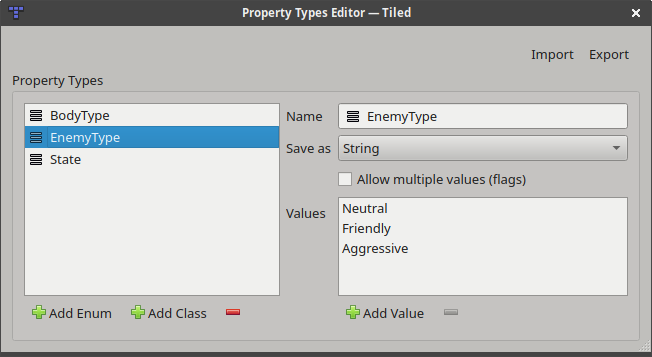 Property Types Editor — Tiled
Import Export
Property Types
BodyType
EnemyType
State
Name EnemyType
Save as String
Allow multiple values (flags)
Values
Neutral
Friendly
Aggressive
Add Enum Add Class
Add Value